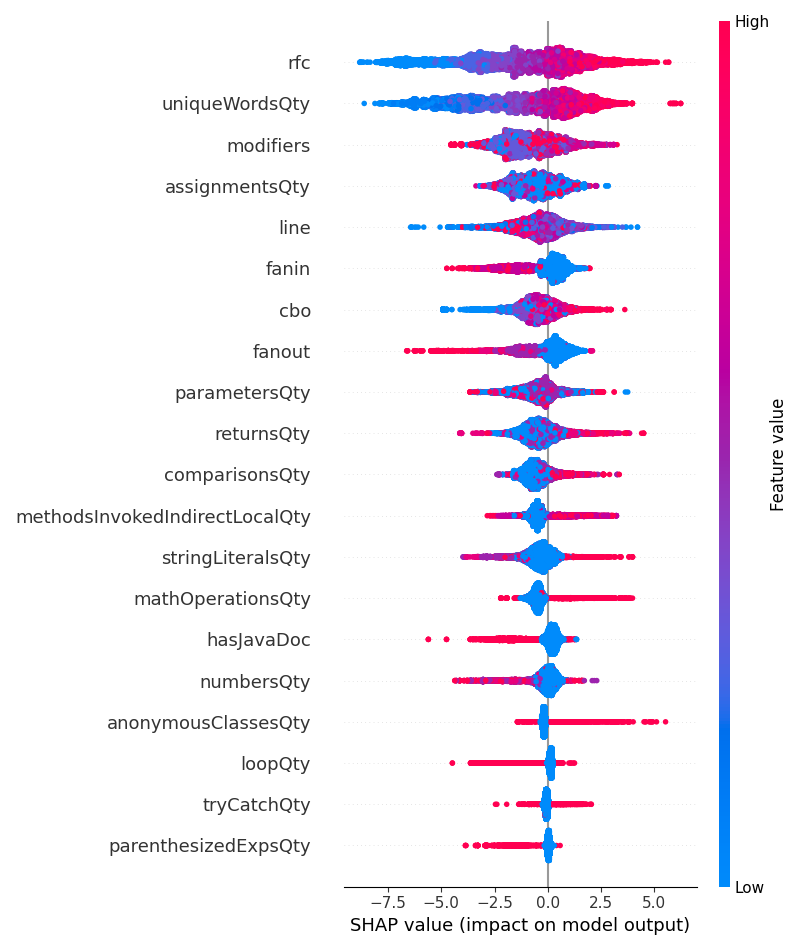 High
rfc
uniqueWordsQty
modifiers
assignmentsQty
line
fanin
cbo
fanout
parametersQty
returnsQty
comparisonsQty
methodsInvokedIndirectLocalQty
stringLiteralsQty
mathOperationsQty
hasJavaDoc
numbersQty
anonymousClassesQty
loopQty
tryCatchQty
parenthesizedExpsQty
Feature value
Low
−7.5 −5.0 −2.5 0.0 2.5 5.0
SHAP value (impact on model output)